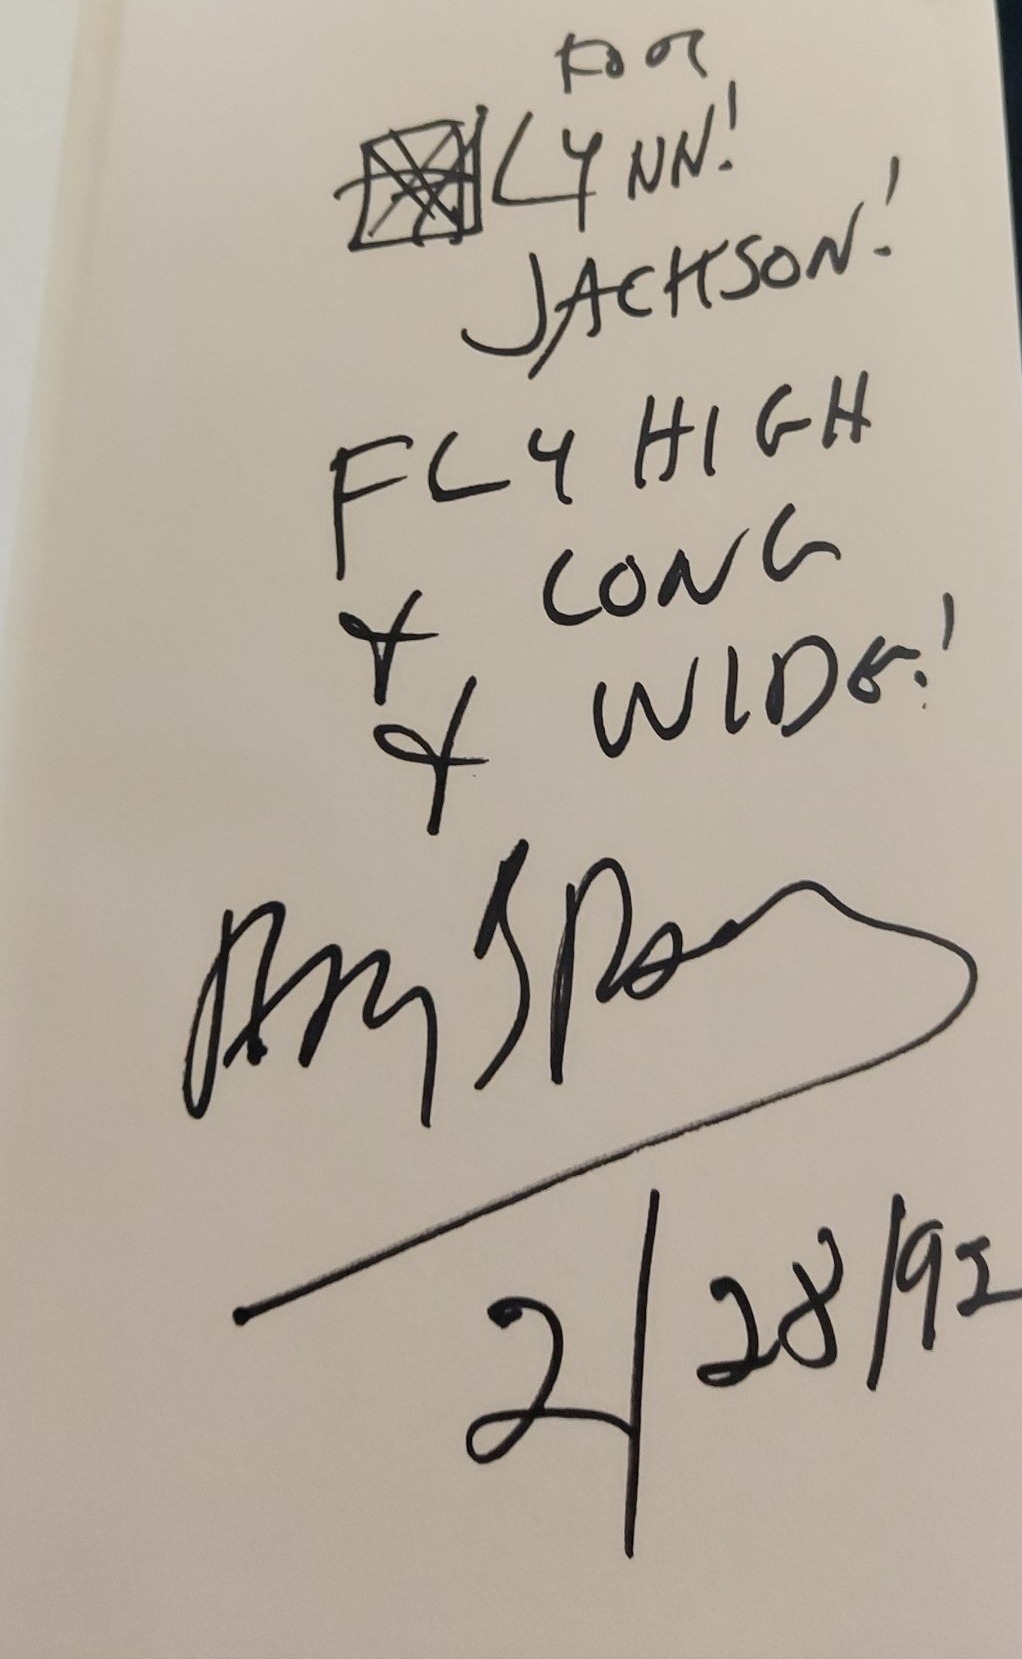 FOR
LYNN!
JACKSON!
FLY HIGH
& LONG
& WIDE!
2/28/92